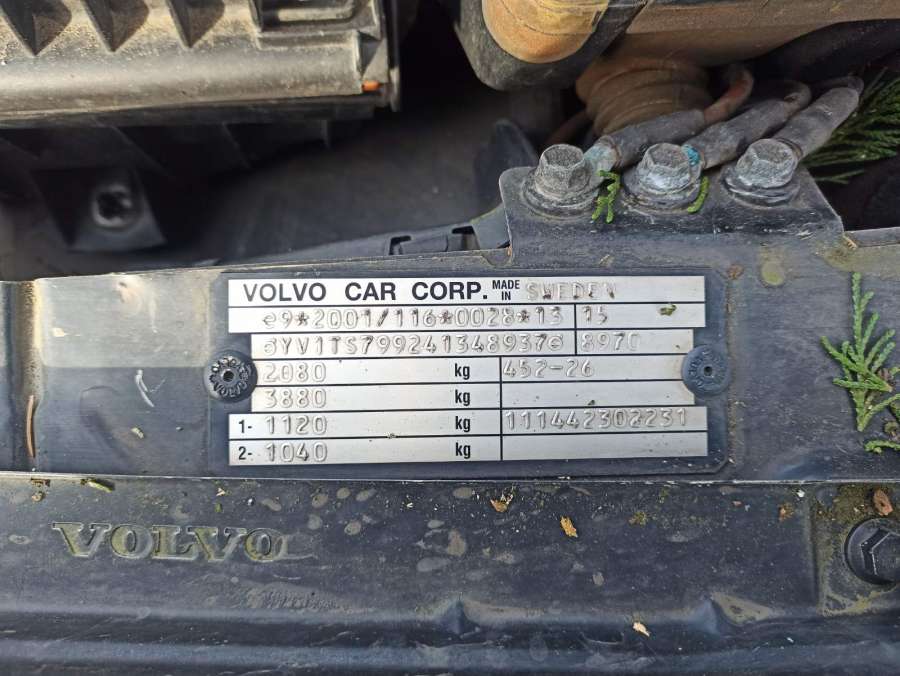 VOLVO CAR CORP. MADE IN SWEDEN
e9*2001/116*0028*13 15
GYV1TS799241348937G 8970
2080 kg 452-26
3880 kg
1- 1120 kg 111442302231
2- 1040 kg
VOLVO